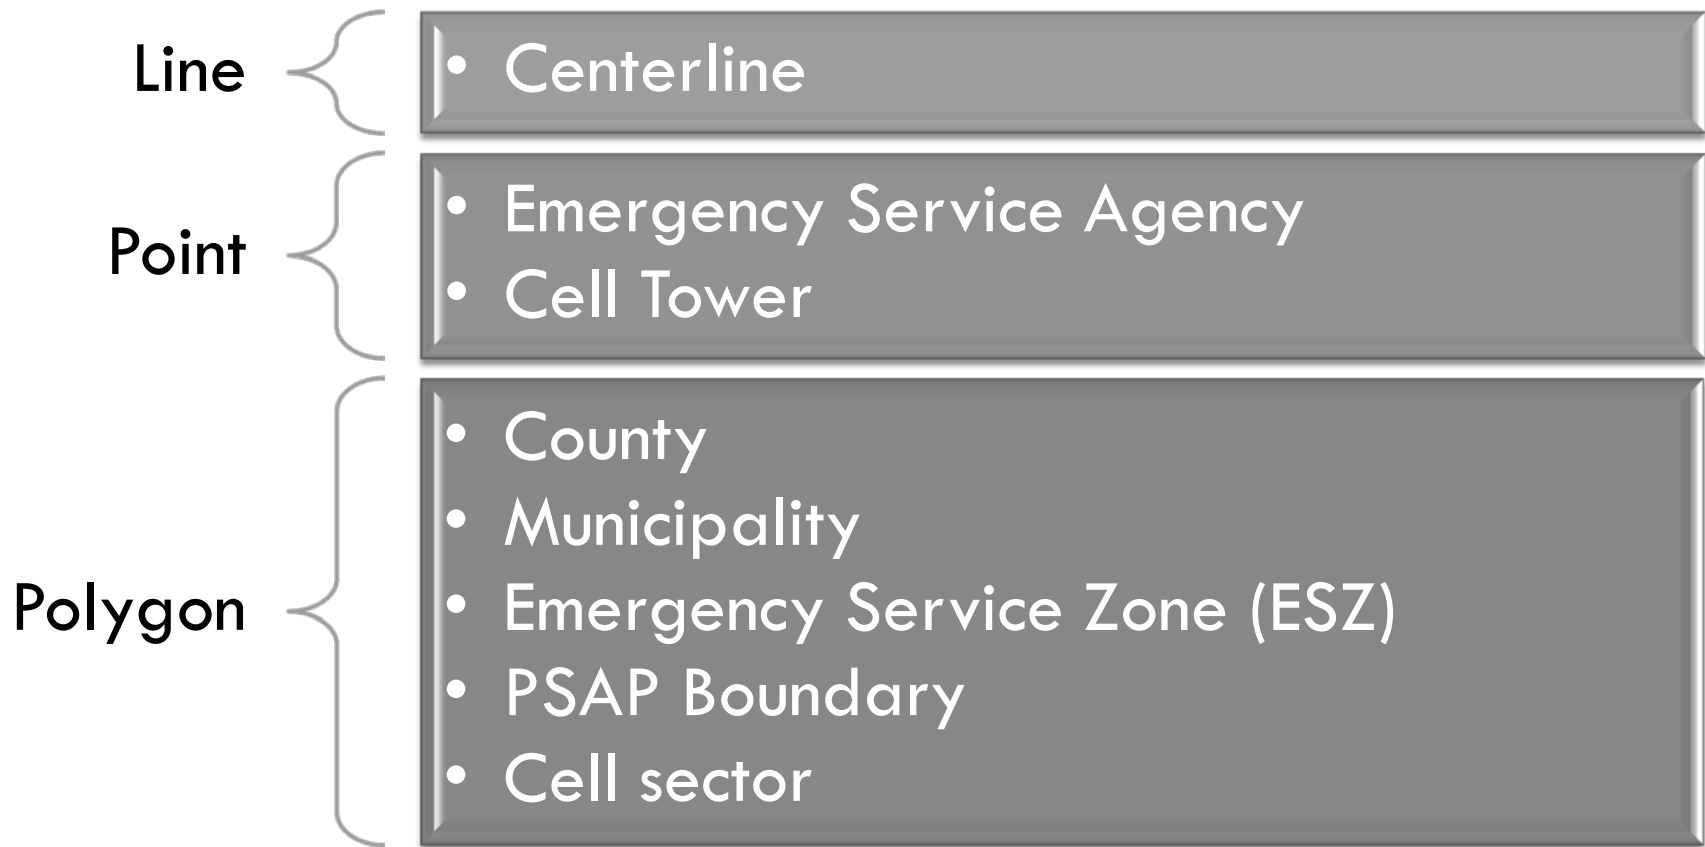 Line
• Centerline
Point
• Emergency Service Agency
• Cell Tower
Polygon
• County
• Municipality
• Emergency Service Zone (ESZ)
• PSAP Boundary
• Cell sector